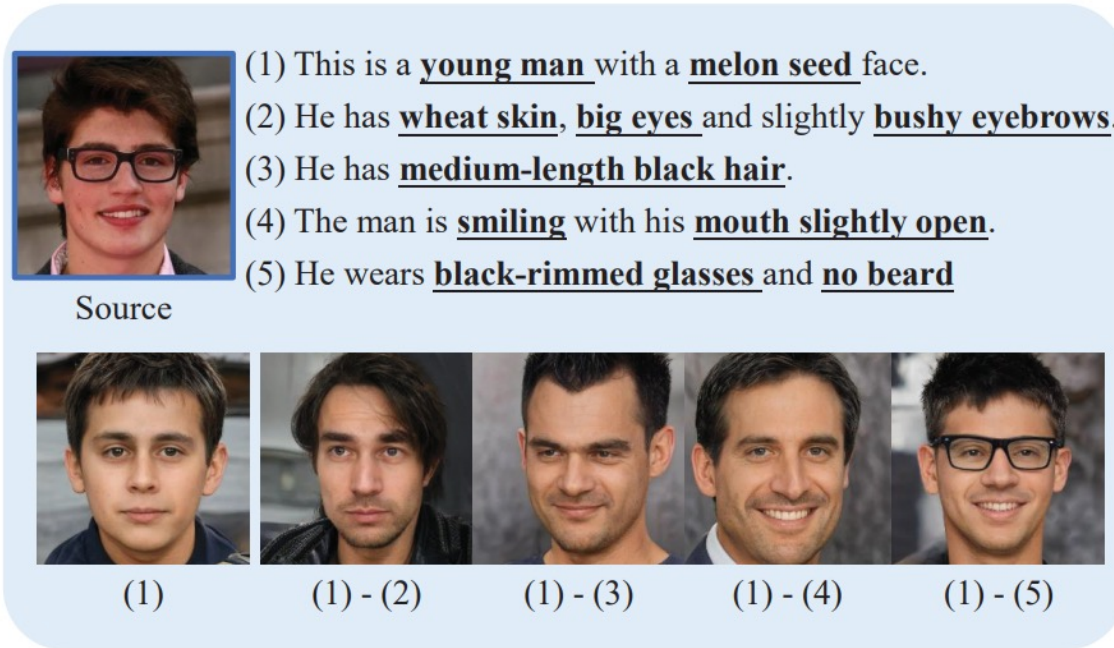 (1) This is a young man with a melon seed face.
(2) He has wheat skin, big eyes and slightly bushy eyebrows.
(3) He has medium-length black hair.
(4) The man is smiling with his mouth slightly open.
(5) He wears black-rimmed glasses and no beard
Source
(1)
(1) - (2)
(1) - (3)
(1) - (4)
(1) - (5)